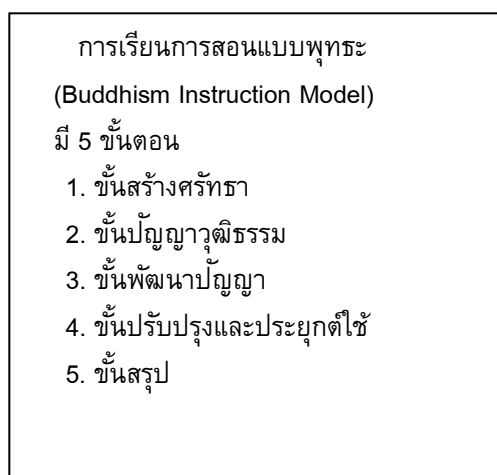 การเรียนการสอนแบบพุทธะ
(Buddhism Instruction Model)
มี 5 ขั้นตอน
1. ขั้นสร้างศรัทธา
2. ขั้นปัญญาวุฒิธรรม
3. ขั้นพัฒนาปัญญา
4. ขั้นปรับปรุงและประยุกต์ใช้
5. ขั้นสรุป